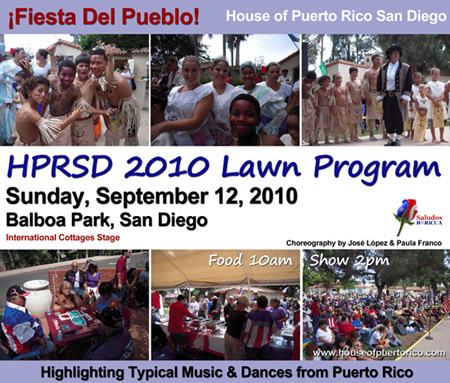 ¡Fiesta Del Pueblo!
House of Puerto Rico San Diego
HPRSD 2010 Lawn Program
Sunday, September 12, 2010
Balboa Park, San Diego
International Cottages Stage
Saludos
BORICUA
Choreography by José López & Paula Franco
Food 10am
Show 2pm
www.houseofpuertorico.com
Highlighting Typical Music & Dances from Puerto Rico